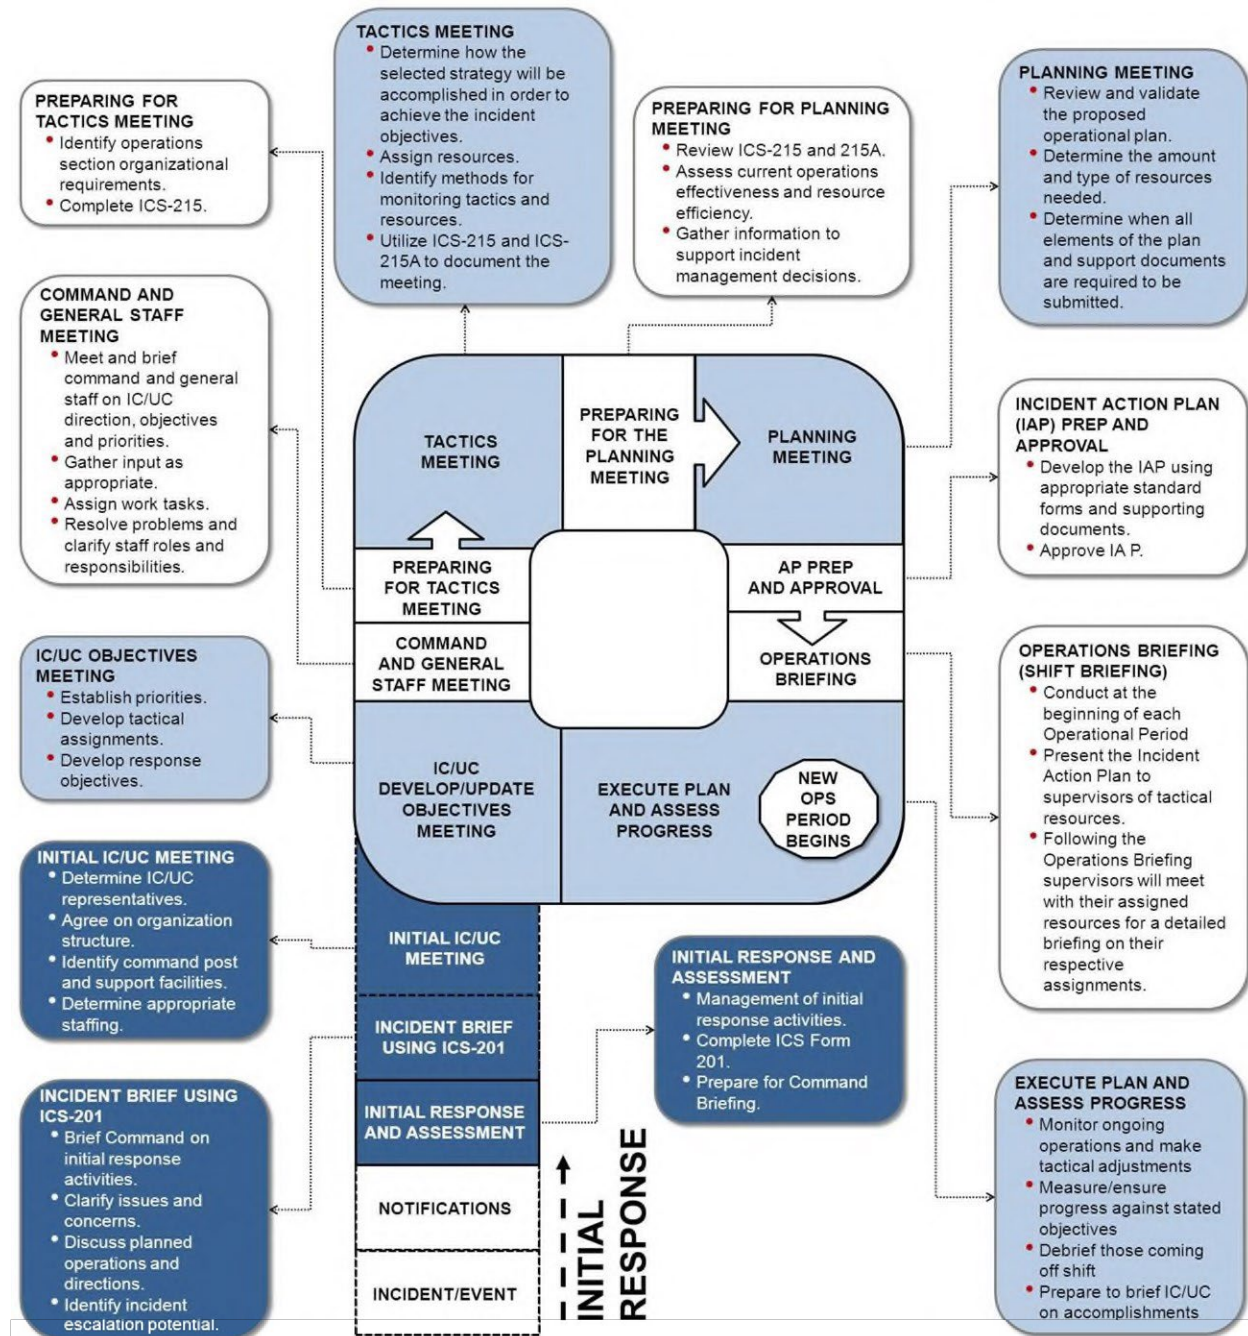 TACTICS MEETING
• Determine how the
selected strategy will be
accomplished in order to
achieve the incident
objectives.
• Assign resources.
• Identify methods for
monitoring tactics and
resources.
• Utilize ICS-215 and ICS-
215A to document the
meeting.
PREPARING FOR
TACTICS MEETING
• Identify operations
section organizational
requirements.
• Complete ICS-215.
PREPARING FOR PLANNING
MEETING
• Review ICS-215 and 215A.
• Assess current operations
effectiveness and resource
efficiency.
• Gather information to
support incident
management decisions.
PLANNING MEETING
• Review and validate
the proposed
operational plan.
• Determine the amount
and type of resources
needed.
• Determine when all
elements of the plan
and support documents
are required to be
submitted.
COMMAND AND
GENERAL STAFF
MEETING
• Meet and brief
command and general
staff on IC/UC
direction, objectives
and priorities.
• Gather input as
appropriate.
• Assign work tasks.
• Resolve problems and
clarify staff roles and
responsibilities.
INCIDENT ACTION PLAN
(IAP) PREP AND
APPROVAL
• Develop the IAP using
appropriate standard
forms and supporting
documents.
• Approve IA P.
TACTICS
MEETING
PREPARING
FOR THE
PLANNING
MEETING
PLANNING
MEETING
PREPARING
FOR TACTICS
MEETING
AP PREP
AND APPROVAL
COMMAND
AND GENERAL
STAFF MEETING
OPERATIONS
BRIEFING
IC/UC
DEVELOP/UPDATE
OBJECTIVES
MEETING
EXECUTE PLAN
AND ASSESS
PROGRESS
NEW
OPS
PERIOD
BEGINS
IC/UC OBJECTIVES
MEETING
• Establish priorities.
• Develop tactical
assignments.
• Develop response
objectives.
OPERATIONS BRIEFING
(SHIFT BRIEFING)
• Conduct at the
beginning of each
Operational Period
• Present the Incident
Action Plan to
supervisors of tactical
resources.
• Following the
Operations Briefing
supervisors will meet
with their assigned
resources for a detailed
briefing on their
respective
assignments.
INITIAL IC/UC MEETING
• Determine IC/UC
representatives.
• Agree on organization
structure.
• Identify command post
and support facilities.
• Determine appropriate
staffing.
INITIAL IC/UC
MEETING
INCIDENT BRIEF
USING ICS-201
INITIAL RESPONSE
AND ASSESSMENT
NOTIFICATIONS
INCIDENT/EVENT
INITIAL
RESPONSE
INITIAL RESPONSE AND
ASSESSMENT
• Management of initial
response activities.
• Complete ICS Form
201.
• Prepare for Command
Briefing.
INCIDENT BRIEF USING
ICS-201
• Brief Command on
initial response
activities.
• Clarify issues and
concerns.
• Discuss planned
operations and
directions.
• Identify incident
escalation potential.
EXECUTE PLAN AND
ASSESS PROGRESS
• Monitor ongoing
operations and make
tactical adjustments
• Measure/ensure
progress against stated
objectives
• Debrief those coming
off shift
• Prepare to brief IC/UC
on accomplishments